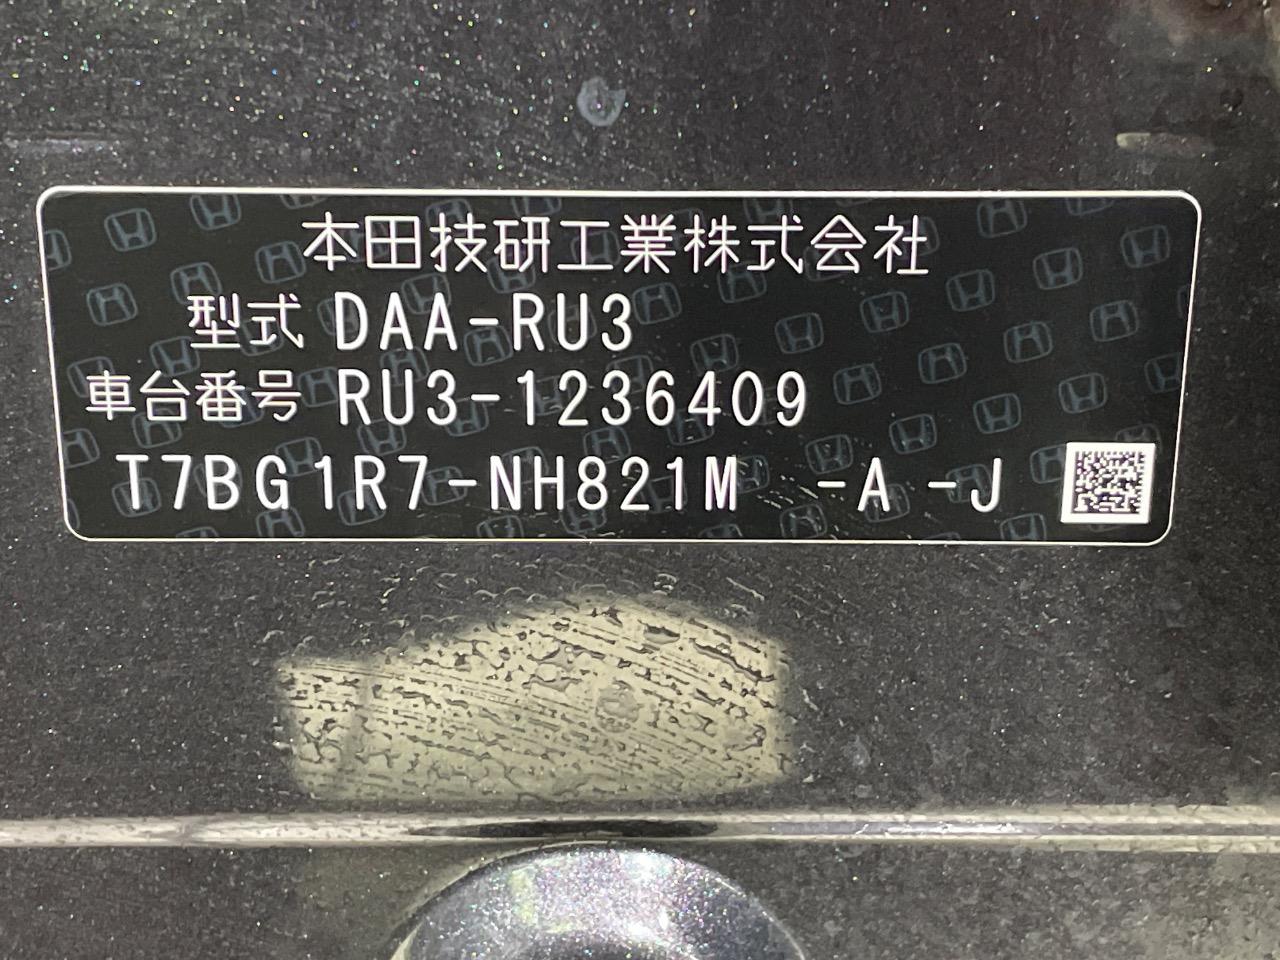 本田技研工業株式会社
型式 DAA-RU3
車台番号 RU3-1236409
T7BG1R7-NH821M -A -J